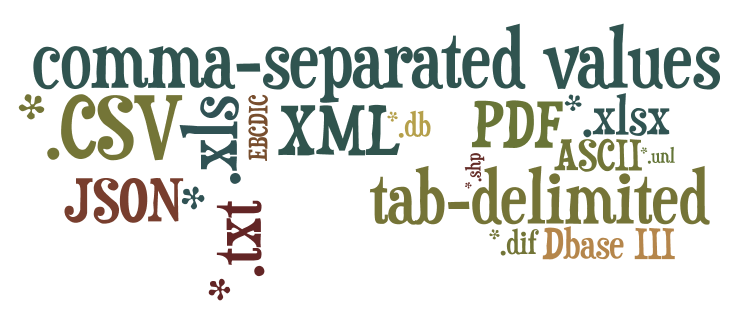 comma-separated values
*.CSV
*.xls
EBCDIC
XML
*.db
PDF
*.xlsx
ASCII
*.unl
JSON
*.txt
*.shp
tab-delimited
*.dif
Dbase III